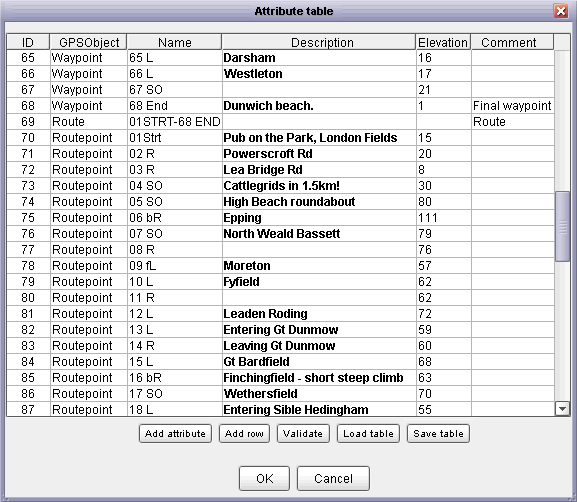 Attribute table
ID GPSObject Name Description Elevation Comment
65 Waypoint 65 L Darsham 16
66 Waypoint 66 L Westleton 17
67 Waypoint 67 SO 21
68 Waypoint 68 End Dunwich beach. 1 Final waypoint
69 Route 01STRT-68 END Route
70 Routepoint 01Strt Pub on the Park, London Fields 15
71 Routepoint 02 R Powerscroft Rd 20
72 Routepoint 03 R Lea Bridge Rd 8
73 Routepoint 04 SO Cattlegrids in 1.5km! 30
74 Routepoint 05 SO High Beach roundabout 80
75 Routepoint 06 bR Epping 111
76 Routepoint 07 SO North Weald Bassett 79
77 Routepoint 08 R 76
78 Routepoint 09 fL Moreton 57
79 Routepoint 10 L Fyfield 62
80 Routepoint 11 R 62
81 Routepoint 12 L Leaden Roding 72
82 Routepoint 13 L Entering Gt Dunmow 59
83 Routepoint 14 R Leaving Gt Dunmow 60
84 Routepoint 15 L Gt Bardfield 68
85 Routepoint 16 bR Finchingfield - short steep climb 63
86 Routepoint 17 SO Wethersfield 70
87 Routepoint 18 L Entering Sible Hedingham 55
Add attribute Add row Validate Load table Save table
OK Cancel